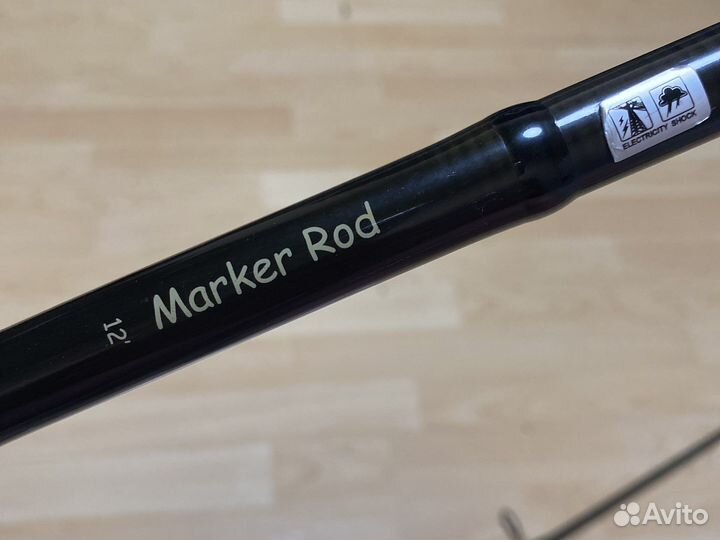 12'
Marker Rod
ELECTRICITY SHOCK
Avito